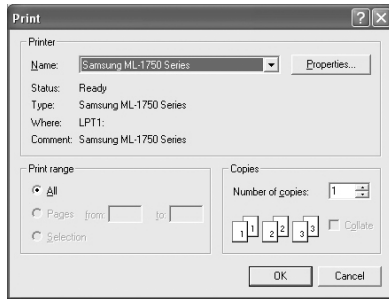 Print
Printer
Name: Samsung ML-1750 Series Properties...
Status: Ready
Type: Samsung ML-1750 Series
Where: LPT1:
Comment: Samsung ML-1750 Series
Print range
All
Pages from: to:
Selection
Copies
Number of copies: 1
1 1 2 2 3 3 Collate
OK Cancel